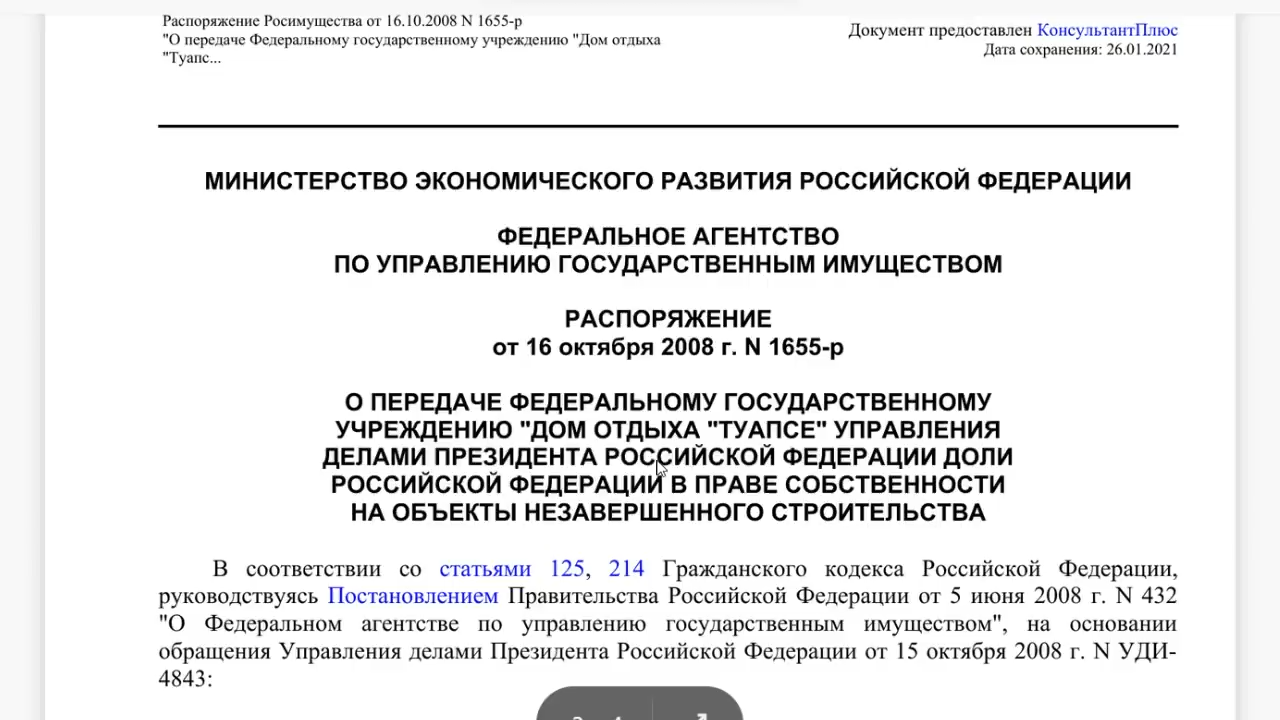 Распоряжение Росимущества от 16.10.2008 N 1655-р
"О передаче Федеральному государственному учреждению "Дом отдыха
"Туапс...
Документ предоставлен КонсультантПлюс
Дата сохранения: 26.01.2021
МИНИСТЕРСТВО ЭКОНОМИЧЕСКОГО РАЗВИТИЯ РОССИЙСКОЙ ФЕДЕРАЦИИ
ФЕДЕРАЛЬНОЕ АГЕНТСТВО
ПО УПРАВЛЕНИЮ ГОСУДАРСТВЕННЫМ ИМУЩЕСТВОМ
РАСПОРЯЖЕНИЕ
от 16 октября 2008 г. N 1655-р
О ПЕРЕДАЧЕ ФЕДЕРАЛЬНОМУ ГОСУДАРСТВЕННОМУ
УЧРЕЖДЕНИЮ "ДОМ ОТДЫХА "ТУАПСЕ" УПРАВЛЕНИЯ
ДЕЛАМИ ПРЕЗИДЕНТА РОССИЙСКОЙ ФЕДЕРАЦИИ ДОЛИ
РОССИЙСКОЙ ФЕДЕРАЦИИ В ПРАВЕ СОБСТВЕННОСТИ
НА ОБЪЕКТЫ НЕЗАВЕРШЕННОГО СТРОИТЕЛЬСТВА
В соответствии со статьями 125, 214 Гражданского кодекса Российской Федерации,
руководствуясь Постановлением Правительства Российской Федерации от 5 июня 2008 г. N 432
"О Федеральном агентстве по управлению государственным имуществом", на основании
обращения Управления делами Президента Российской Федерации от 15 октября 2008 г. N УДИ-
4843: